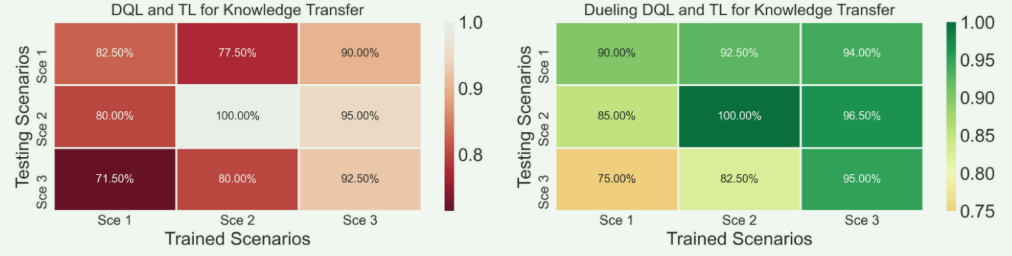 DQL and TL for Knowledge Transfer
Testing Scenarios
Sce 1
82.50%
77.50%
90.00%
Sce 2
80.00%
100.00%
95.00%
Sce 3
71.50%
80.00%
92.50%
Sce 1
Sce 2
Sce 3
Trained Scenarios
1.0
0.9
0.8
Dueling DQL and TL for Knowledge Transfer
Testing Scenarios
Sce 1
90.00%
92.50%
94.00%
Sce 2
85.00%
100.00%
96.50%
Sce 3
75.00%
82.50%
95.00%
Sce 1
Sce 2
Sce 3
Trained Scenarios
1.00
0.95
0.90
0.85
0.80
0.75